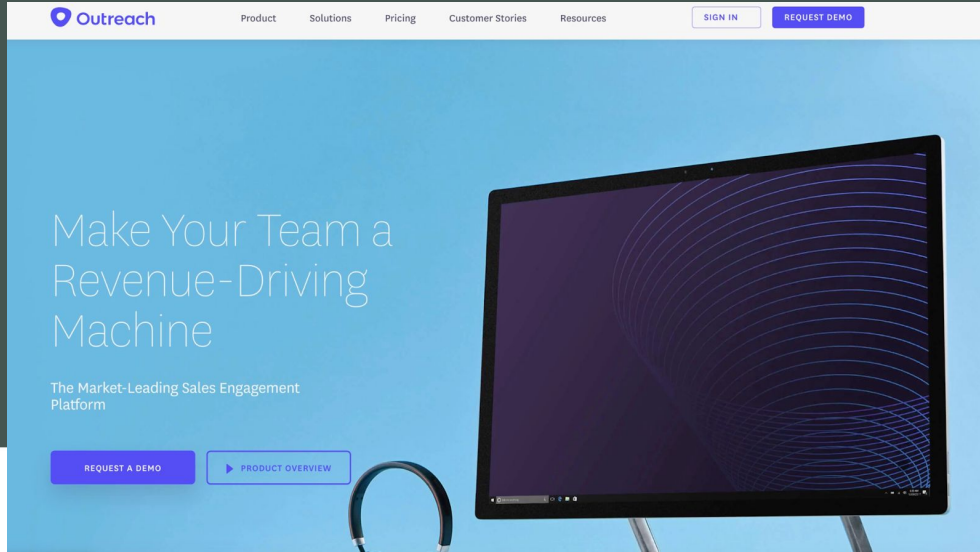 Outreach
Product Solutions Pricing Customer Stories Resources
SIGN IN
REQUEST DEMO
Make Your Team a
Revenue-Driving
Machine
The Market-Leading Sales Engagement
Platform
REQUEST A DEMO
PRODUCT OVERVIEW